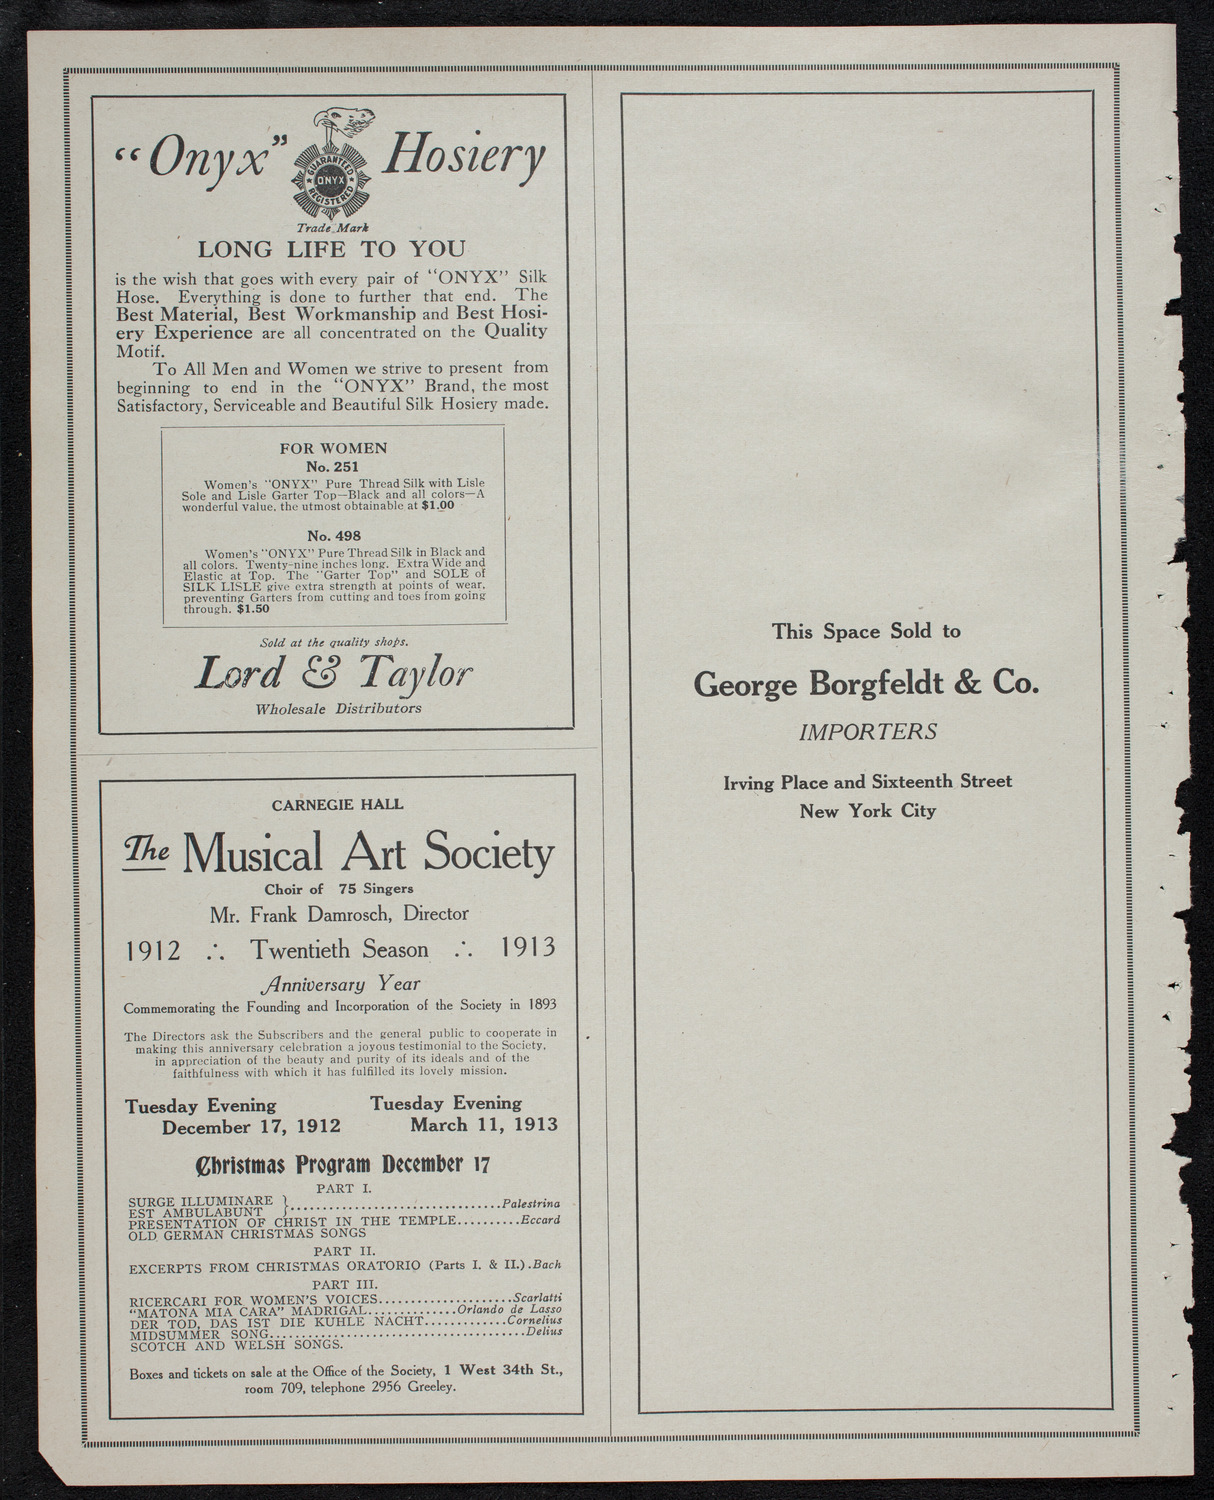 “Onyx” Hosiery
GUARANTEED
ONYX
REGISTERED
Trade Mark
LONG LIFE TO YOU
is the wish that goes with every pair of “ONYX” Silk
Hose. Everything is done to further that end. The
Best Material, Best Workmanship and Best Hosi-
ery Experience are all concentrated on the Quality
Motif.
To All Men and Women we strive to present from
beginning to end in the “ONYX” Brand, the most
Satisfactory, Serviceable and Beautiful Silk Hosiery made.
FOR WOMEN
No. 251
Women's “ONYX” Pure Thread Silk with Lisle
Sole and Lisle Garter Top—Black and all colors—A
wonderful value, the utmost obtainable at $1.00
No. 498
Women's “ONYX” Pure Thread Silk in Black and
all colors. Twenty-nine inches long. Extra Wide and
Elastic at Top. The “Garter Top” and SOLE of
SILK LISLE give extra strength at points of wear,
preventing Garters from cutting and toes from going
through. $1.50
Sold at the quality shops.
Lord & Taylor
Wholesale Distributors
CARNEGIE HALL
The Musical Art Society
Choir of 75 Singers
Mr. Frank Damrosch, Director
1912 ∴ Twentieth Season ∴ 1913
Anniversary Year
Commemorating the Founding and Incorporation of the Society in 1893
The Directors ask the Subscribers and the general public to cooperate in
making this anniversary celebration a joyous testimonial to the Society,
in appreciation of the beauty and purity of its ideals and of the
faithfulness with which it has fulfilled its lovely mission.
Tuesday Evening Tuesday Evening
December 17, 1912 March 11, 1913
Christmas Program December 17
PART I.
SURGE ILLUMINARE }
EST AMBULABUNT }..............................Palestrina
PRESENTATION OF CHRIST IN THE TEMPLE..........Eccard
OLD GERMAN CHRISTMAS SONGS
PART II.
EXCERPTS FROM CHRISTMAS ORATORIO (Parts I. & II.).Bach
PART III.
RICERCARI FOR WOMEN'S VOICES....................Scarlatti
“MATONA MIA CARA” MADRIGAL..............Orlando de Lasso
DER TOD, DAS IST DIE KUHLE NACHT............Cornelius
MIDSUMMER SONG.......................................Delius
SCOTCH AND WELSH SONGS.
Boxes and tickets on sale at the Office of the Society, 1 West 34th St.,
room 709, telephone 2956 Greeley.
This Space Sold to
George Borgfeldt & Co.
IMPORTERS
Irving Place and Sixteenth Street
New York City